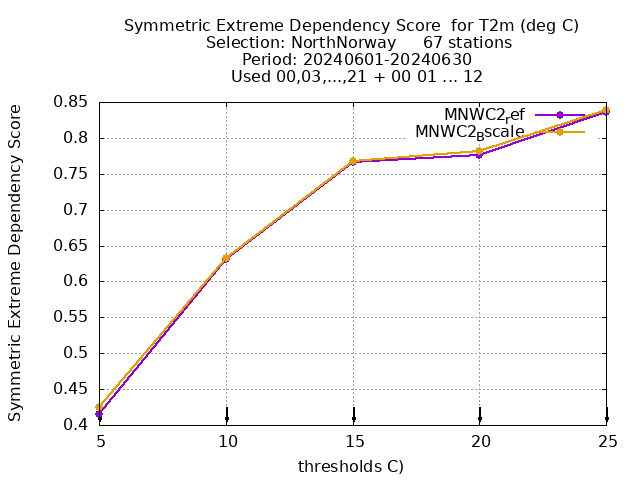 Symmetric Extreme Dependency Score for T2m (deg C)
Selection: NorthNorway 67 stations
Period: 20240601-20240630
Used 00,03,...,21 + 00 01 ... 12
Symmetric Extreme Dependency Score
0.85
0.8
0.75
0.7
0.65
0.6
0.55
0.5
0.45
0.4
MNWC2ref
MNWC2Bscale
5
10
15
20
25
thresholds C)